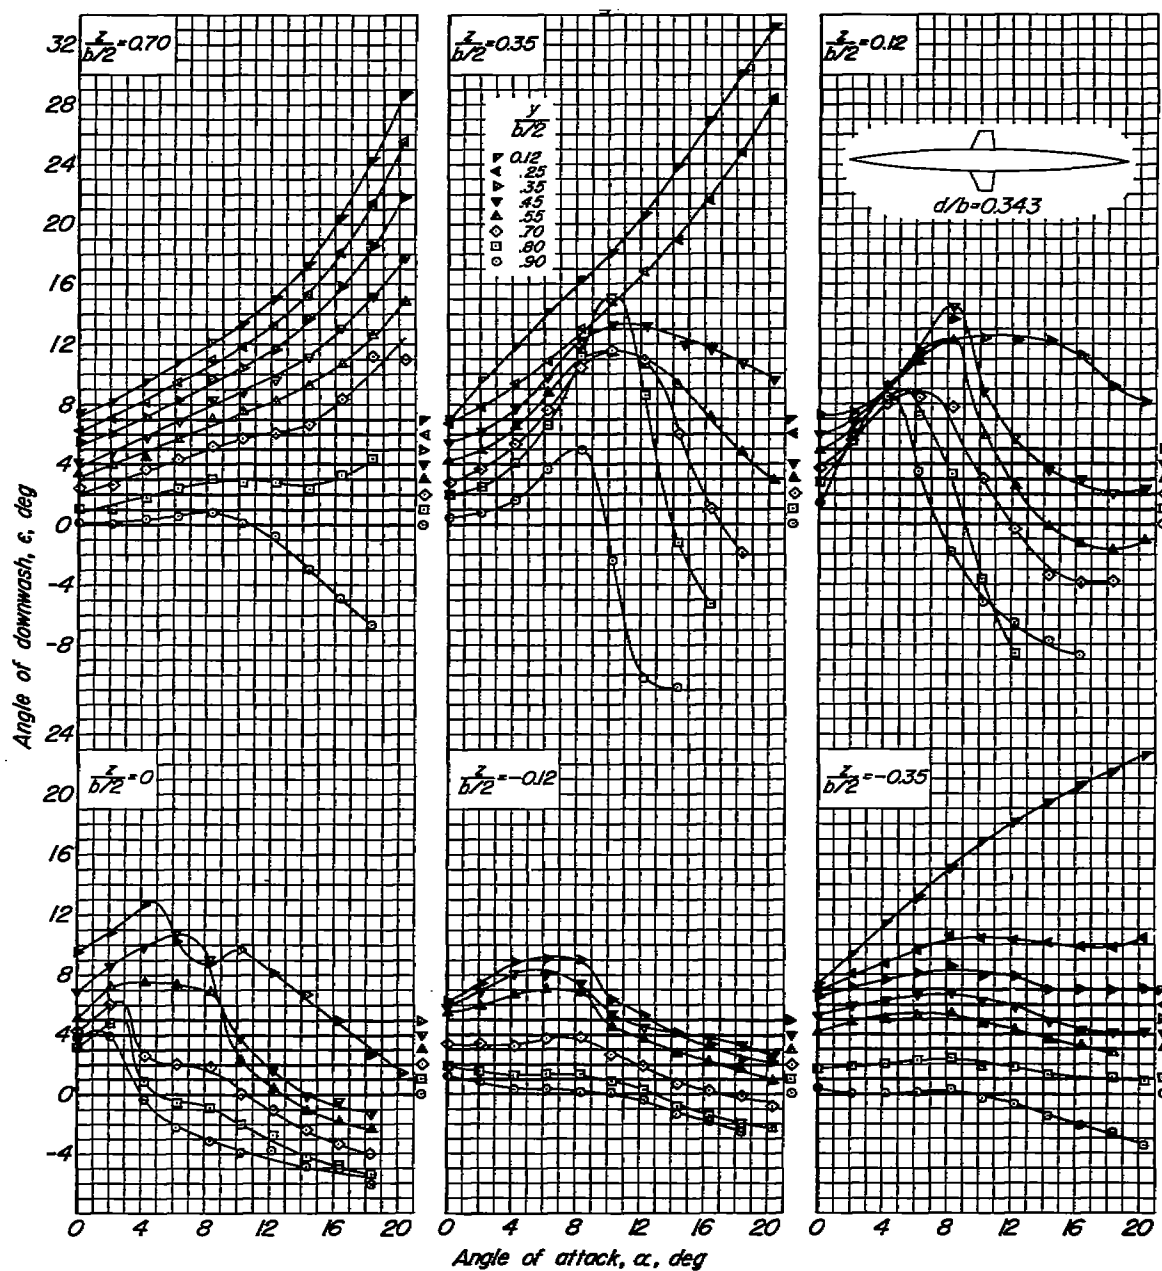 z
b/2 =0.70
z
b/2 =0.35
z
b/2 =0.12
32
28
24
20
16
12
8
4
0
-4
-8
y
b/2
0.12
.25
.35
.45
.55
.70
.80
.90
d/b=0.343
Angle of downwash, ε, deg
z
b/2 =0
z
b/2 =-0.12
z
b/2 =-0.35
24
20
16
12
8
4
0
-4
0 4 8 12 16 20 0 4 8 12 16 20 0 4 8 12 16 20
Angle of attack, α, deg